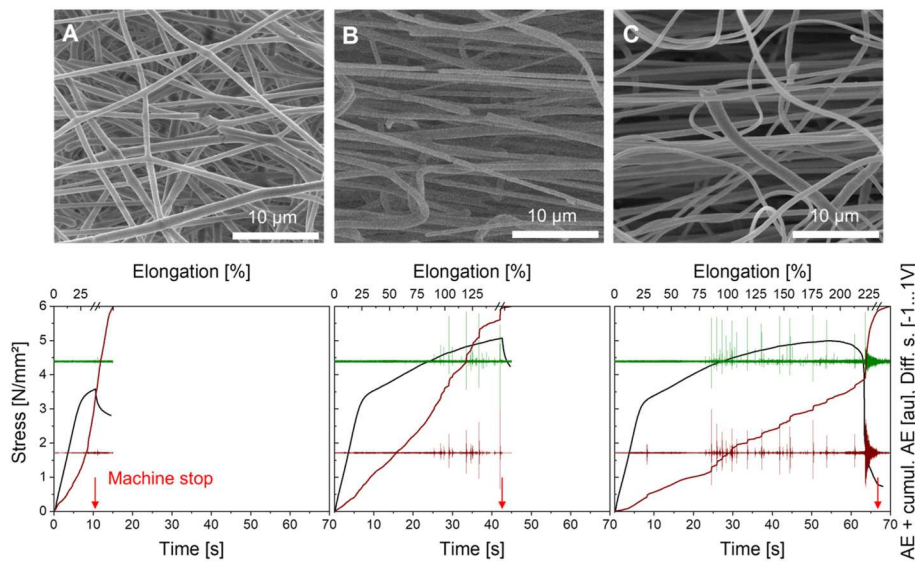 A
B
C
10 µm
10 µm
10 µm
Elongation [%]
Elongation [%]
Elongation [%]
0 25
0 25 50 75 100 125
0 25 50 75 100 125 150 175 200 225
Stress [N/mm²]
6
5
4
3
2
1
0
Machine stop
0 10 20 30 40 50 60 70
0 10 20 30 40 50 60 70
0 10 20 30 40 50 60 70
Time [s]
Time [s]
Time [s]
AE + cumul. AE [au]. Diff. s. [-1...1V]